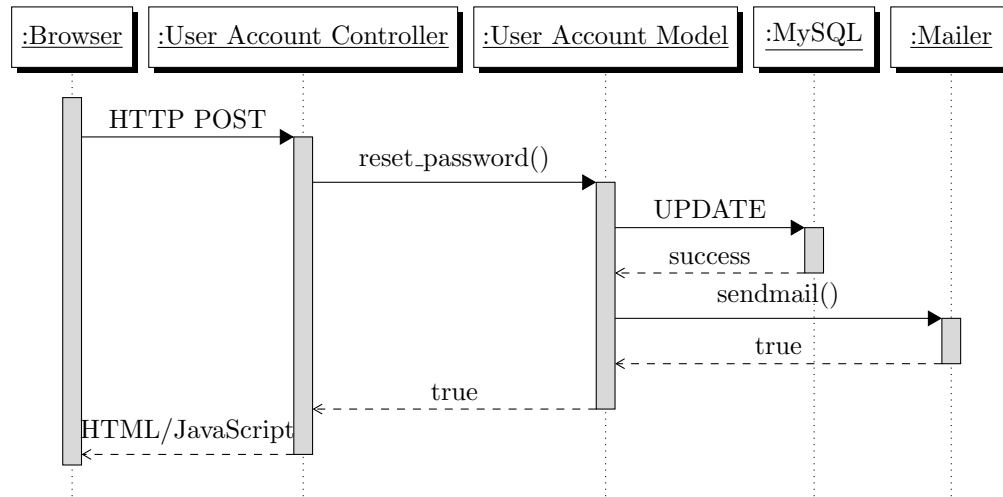 :Browser
:User Account Controller
:User Account Model
:MySQL
:Mailer
HTTP POST
reset_password()
UPDATE
success
sendmail()
true
true
HTML/JavaScript